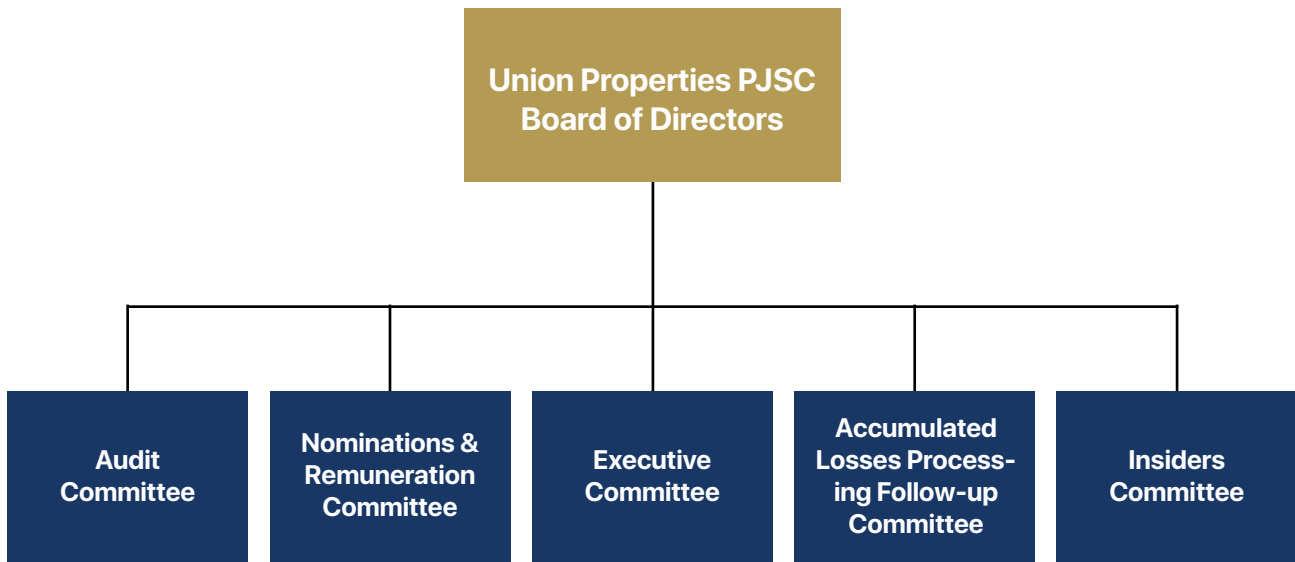 Union Properties PJSC
Board of Directors
Audit
Committee
Nominations &
Remuneration
Committee
Executive
Committee
Accumulated
Losses Process-
ing Follow-up
Committee
Insiders
Committee